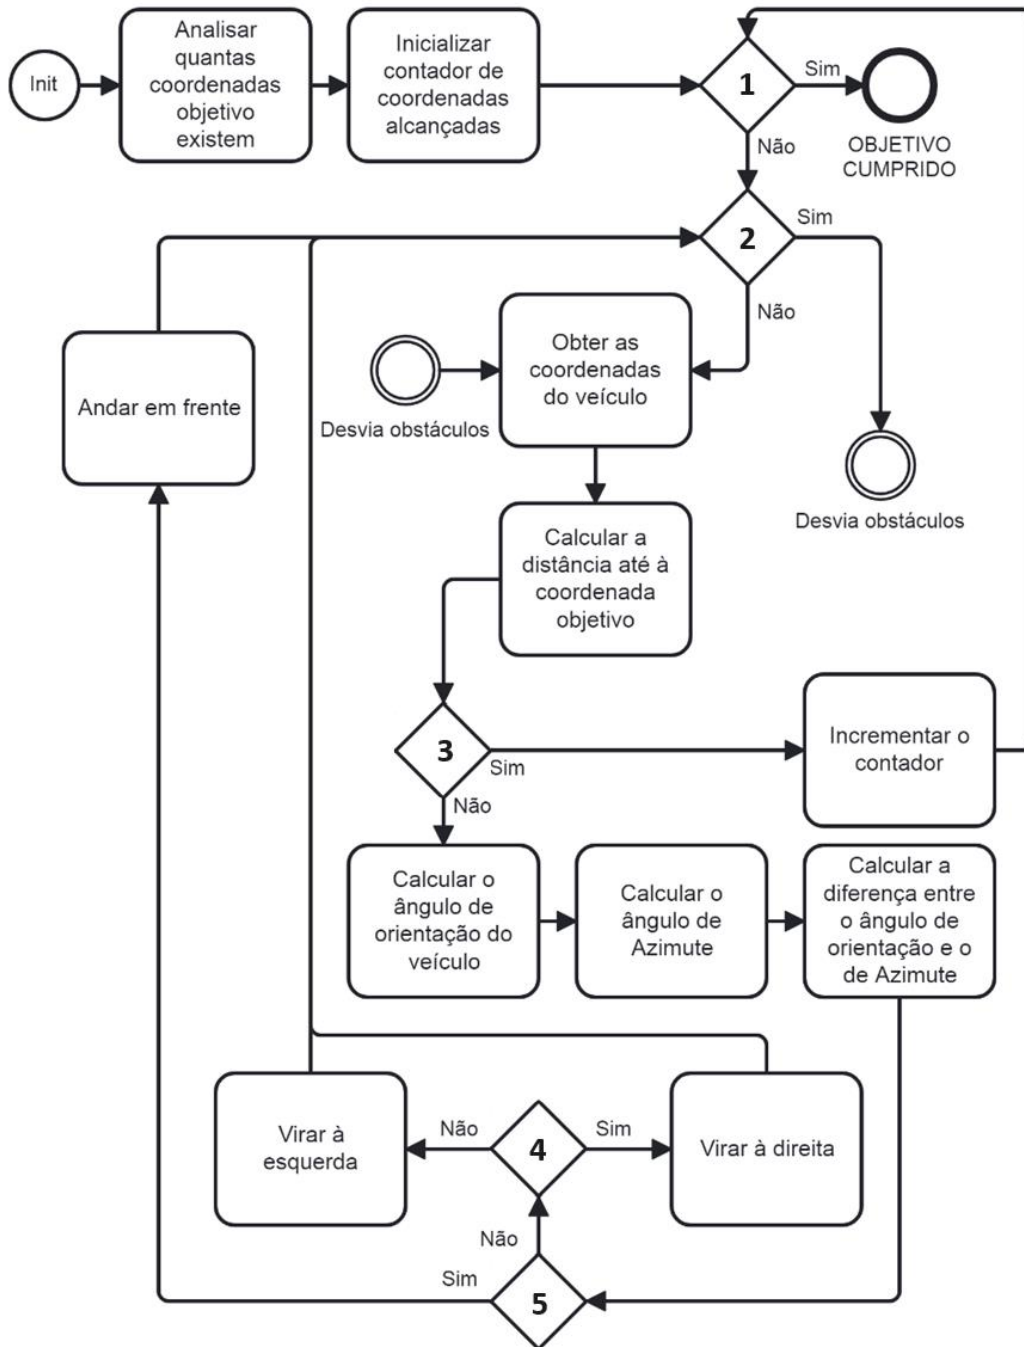 Init
Analisar
quantas
coordenadas
objetivo
existem
Inicializar
contador de
coordenadas
alcançadas
1
Sim
OBJETIVO
CUMPRIDO
Não
2
Sim
Não
Andar em frente
Desvia obstáculos
Obter as
coordenadas
do veículo
Desvia obstáculos
Calcular a
distância até à
coordenada
objetivo
3
Sim
Não
Incrementar o
contador
Calcular o
ângulo de
orientação do
veículo
Calcular o
ângulo de
Azimute
Calcular a
diferença entre
o ângulo de
orientação e o
de Azimute
Virar à
esquerda
Não
4
Sim
Virar à direita
Não
Sim
5